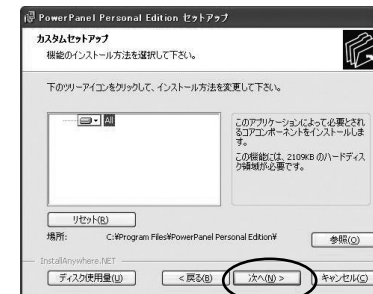 PowerPanel Personal Edition セットアップ
カスタムセットアップ
機能のインストール方法を選択して下さい。
下のツリーアイコンをクリックして、インストール方法を変更して下さい。
All
このアプリケーションによって必要とされ
るコアコンポーネントをインストールしま
す。
この機能には、2109KB のハードディス
ク領域が必要です。
リセット(R)
場所: C:¥Program Files¥PowerPanel Personal Edition¥
参照(O)
InstallAnywhere.NET
ディスク使用量(U) < 戻る(B) 次へ(N) > キャンセル(C)